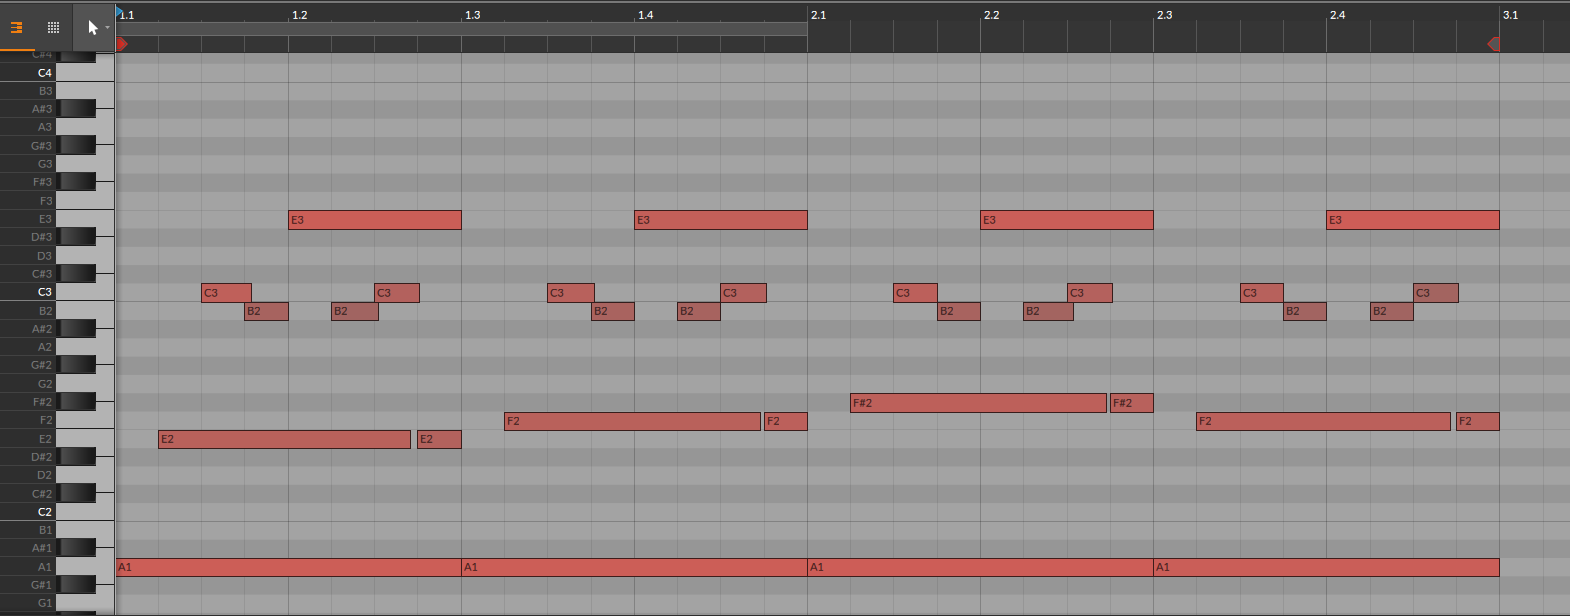 1.1 1.2 1.3 1.4 2.1 2.2 2.3 2.4 3.1
C#4
C4
B3
A#3
A3
G#3
G3
F#3
F3
E3 E3 E3 E3 E3
D#3
D3
C#3
C3 C3 C3 C3 C3 C3 C3 C3 C3
B2 B2 B2 B2 B2 B2 B2 B2 B2
A#2
A2
G#2
G2
F#2 F#2 F#2
F2 F2 F2 F2 F2
E2 E2 E2
D#2
D2
C#2
C2
B1
A#1
A1 A1 A1 A1 A1
G#1
G1